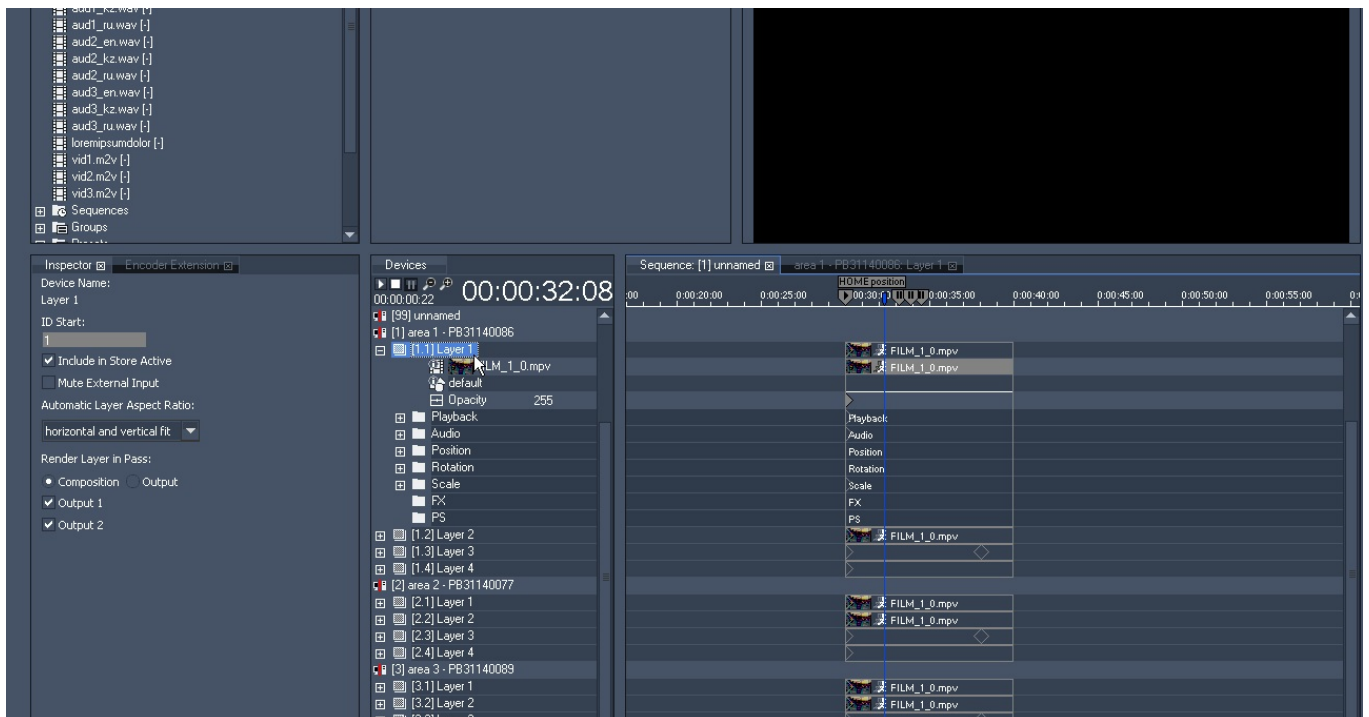 aud1_kz.wav [-]
aud1_ru.wav [-]
aud2_en.wav [-]
aud2_kz.wav [-]
aud2_ru.wav [-]
aud3_en.wav [-]
aud3_kz.wav [-]
aud3_ru.wav [-]
loremipsumdolor [-]
vid1.m2v [-]
vid2.m2v [-]
vid3.m2v [-]
Sequences
Groups
Inspector
Encoder Extension
Device Name:
Layer 1
ID Start:
1
Include in Store Active
Mute External Input
Automatic Layer Aspect Ratio:
horizontal and vertical fit
Render Layer in Pass:
Composition
Output
Output 1
Output 2
Devices
00:00:00:22
00:00:32:08
[99] unnamed
[1] area 1 - PB31140086
[1.1] Layer 1
LM_1_0.mpv
default
Opacity 255
Playback
Audio
Position
Rotation
Scale
FX
PS
[1.2] Layer 2
[1.3] Layer 3
[1.4] Layer 4
[2] area 2 - PB31140077
[2.1] Layer 1
[2.2] Layer 2
[2.3] Layer 3
[2.4] Layer 4
[3] area 3 - PB31140089
[3.1] Layer 1
[3.2] Layer 2
Sequence: [1] unnamed
area 1 - PB31140086: Layer 1
HOME position
:00 0:00:20:00 0:00:25:00 0:00:35:00 0:00:40:00 0:00:45:00 0:00:50:00 0:00:55:00
FILM_1_0.mpv
FILM_1_0.mpv
Playback
Audio
Position
Rotation
Scale
FX
PS
FILM_1_0.mpv
FILM_1_0.mpv
FILM_1_0.mpv
FILM_1_0.mpv
FILM_1_0.mpv